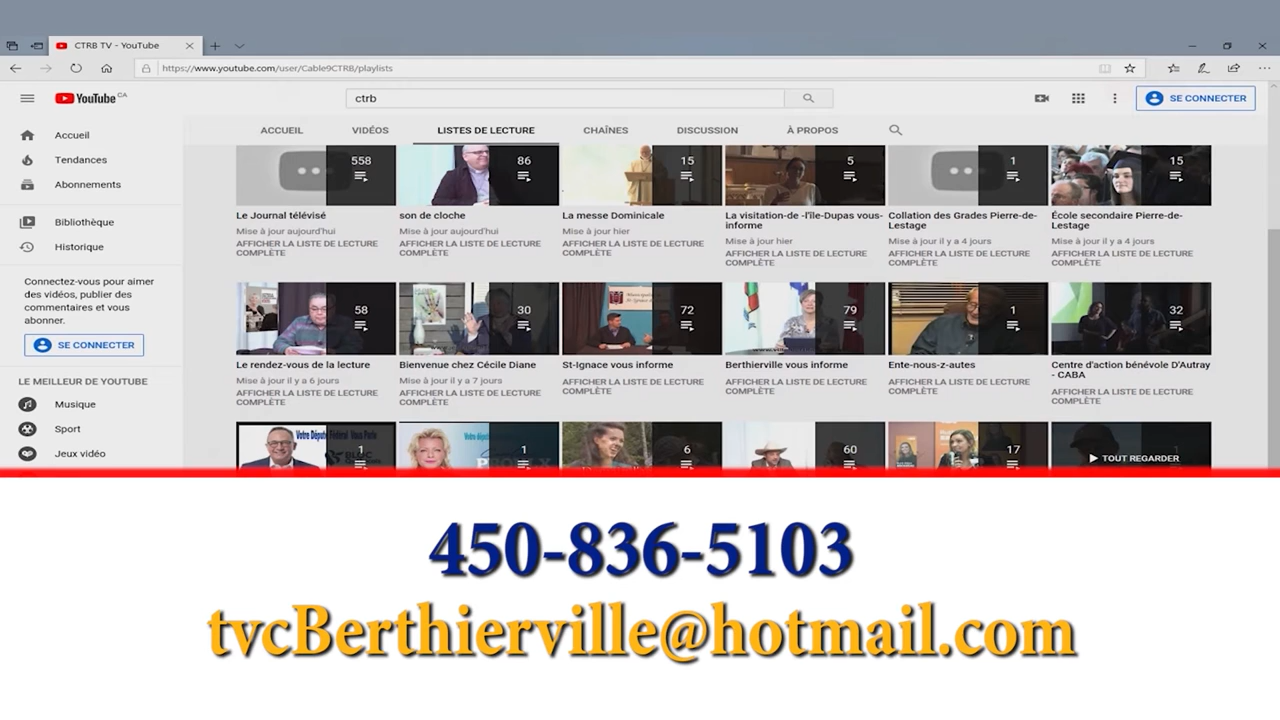 CTRB TV - YouTube
https://www.youtube.com/user/Cable9CTRB/playlists
YouTube CA
ctrb
SE CONNECTER
ACCUEIL VIDÉOS LISTES DE LECTURE CHAÎNES DISCUSSION À PROPOS
Accueil
Tendances
Abonnements
Bibliothèque
Historique
Connectez-vous pour aimer
des vidéos, publier des
commentaires et vous
abonner.
SE CONNECTER
LE MEILLEUR DE YOUTUBE
Musique
Sport
Jeux vidéo
558
Le Journal télévisé
Mise à jour aujourd'hui
AFFICHER LA LISTE DE LECTURE
COMPLÈTE
86
son de cloche
Mise à jour aujourd'hui
AFFICHER LA LISTE DE LECTURE
COMPLÈTE
15
La messe Dominicale
Mise à jour hier
AFFICHER LA LISTE DE LECTURE
COMPLÈTE
5
La visitation-de -l'île-Dupas vous-
informe
Mise à jour hier
AFFICHER LA LISTE DE LECTURE
COMPLÈTE
1
Collation des Grades Pierre-de-
Lestage
Mise à jour il y a 4 jours
AFFICHER LA LISTE DE LECTURE
COMPLÈTE
15
École secondaire Pierre-de-
Lestage
Mise à jour il y a 4 jours
AFFICHER LA LISTE DE LECTURE
COMPLÈTE
58
Le rendez-vous de la lecture
Mise à jour il y a 6 jours
AFFICHER LA LISTE DE LECTURE
COMPLÈTE
30
Bienvenue chez Cécile Diane
Mise à jour il y a 7 jours
AFFICHER LA LISTE DE LECTURE
COMPLÈTE
72
St-Ignace vous informe
AFFICHER LA LISTE DE LECTURE
COMPLÈTE
79
Berthierville vous informe
AFFICHER LA LISTE DE LECTURE
COMPLÈTE
1
Ente-nous-z-autes
AFFICHER LA LISTE DE LECTURE
COMPLÈTE
32
Centre d'action bénévole D'Autray
- CABA
AFFICHER LA LISTE DE LECTURE
COMPLÈTE
Votre Député Fédéral Vous Parle
1
Votre
1
6
60
17
TOUT REGARDER
450-836-5103
tvcBerthierville@hotmail.com